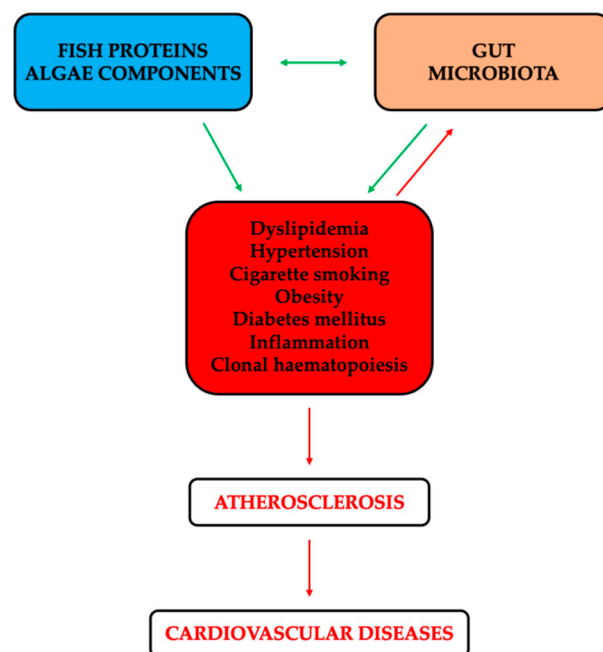 FISH PROTEINS
ALGAE COMPONENTS
GUT
MICROBIOTA
Dyslipidemia
Hypertension
Cigarette smoking
Obesity
Diabetes mellitus
Inflammation
Clonal haematopoiesis
ATHEROSCLEROSIS
CARDIOVASCULAR DISEASES